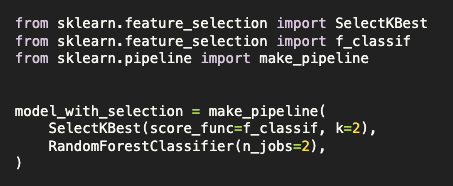 from sklearn.feature_selection import SelectKBest
from sklearn.feature_selection import f_classif
from sklearn.pipeline import make_pipeline
model_with_selection = make_pipeline(
    SelectKBest(score_func=f_classif, k=2),
    RandomForestClassifier(n_jobs=2),
)